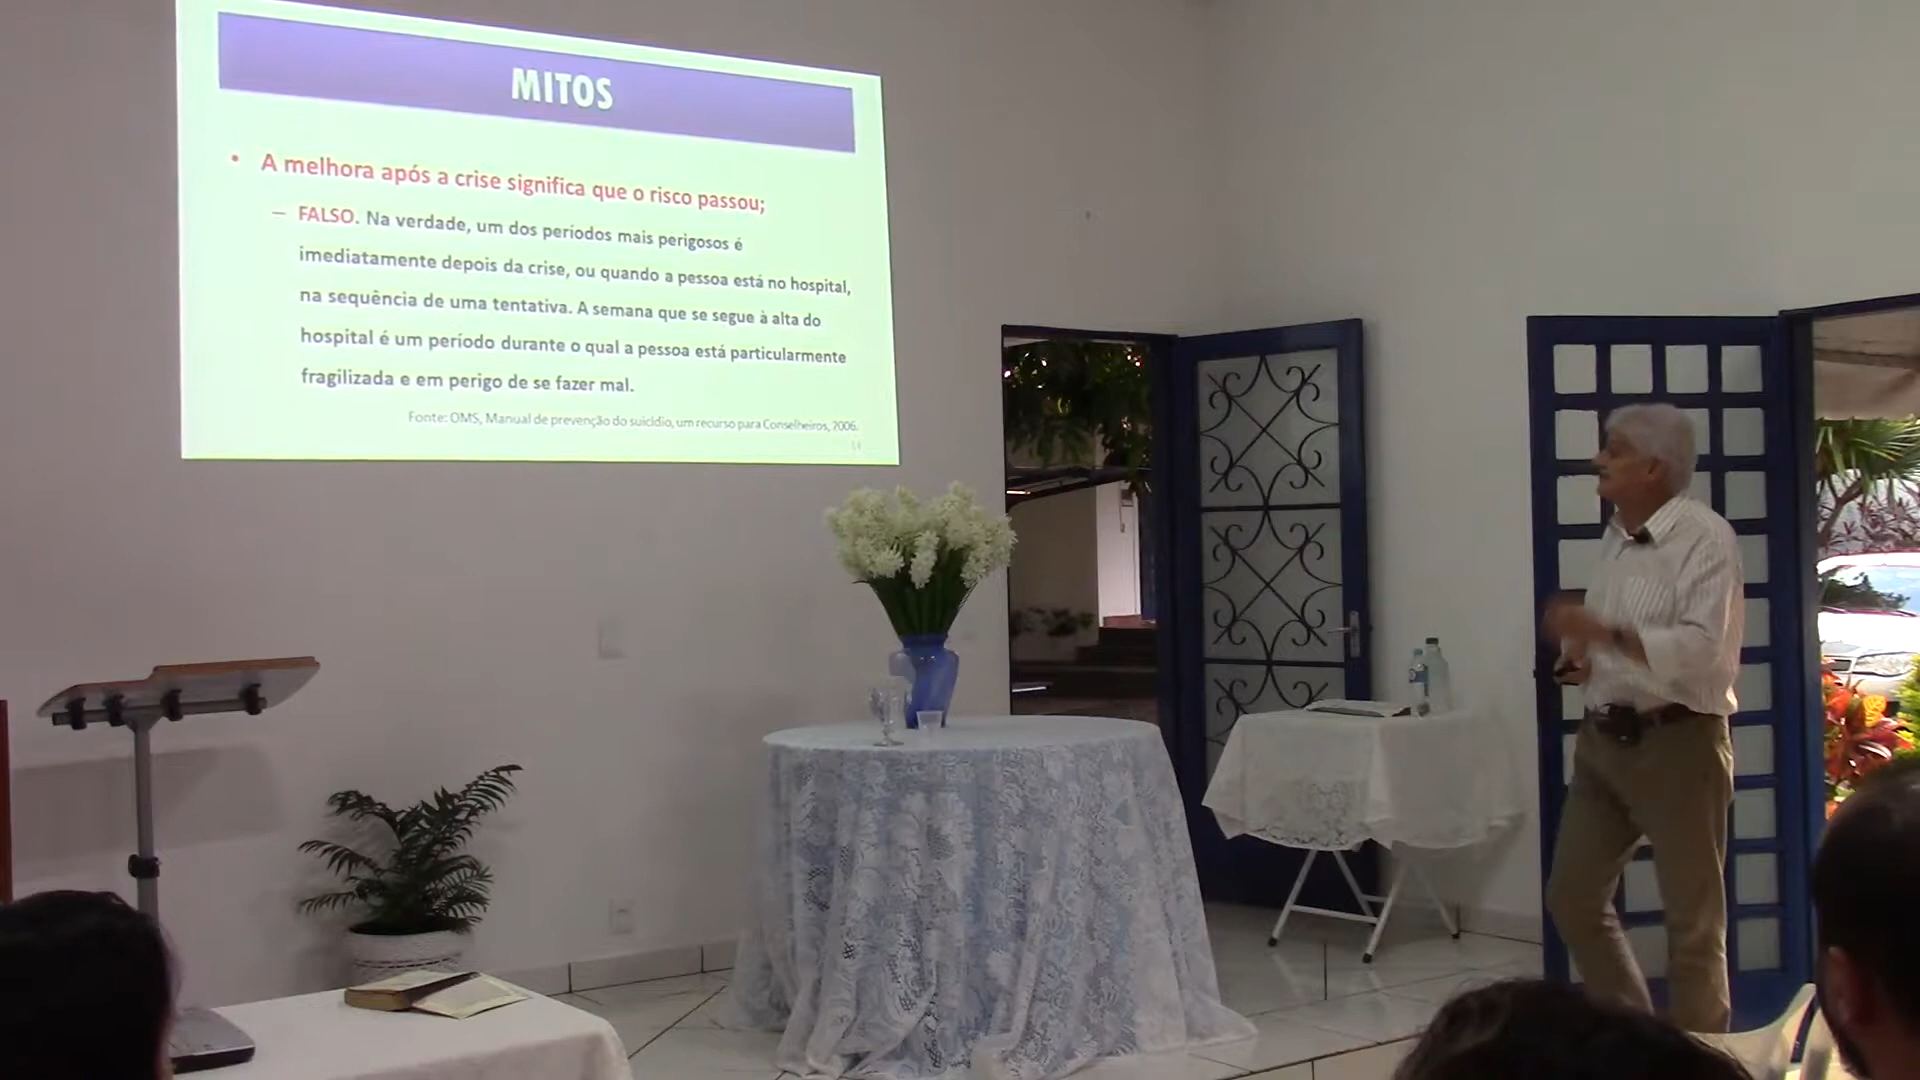 MITOS
• A melhora após a crise significa que o risco passou;
– FALSO. Na verdade, um dos períodos mais perigosos é
imediatamente depois da crise, ou quando a pessoa está no hospital,
na sequência de uma tentativa. A semana que se segue à alta do
hospital é um período durante o qual a pessoa está particularmente
fragilizada e em perigo de se fazer mal.
Fonte: OMS, Manual de prevenção do suicídio, um recurso para Conselheiros, 2006.